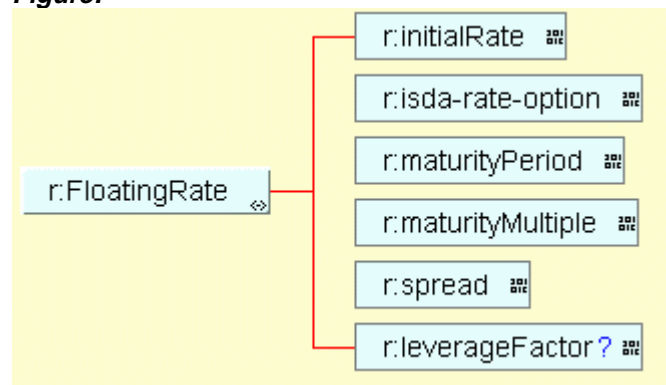 Figure:
r:initialRate
r:isda-rate-option
r:maturityPeriod
r:FloatingRate
r:maturityMultiple
r:spread
r:leverageFactor?